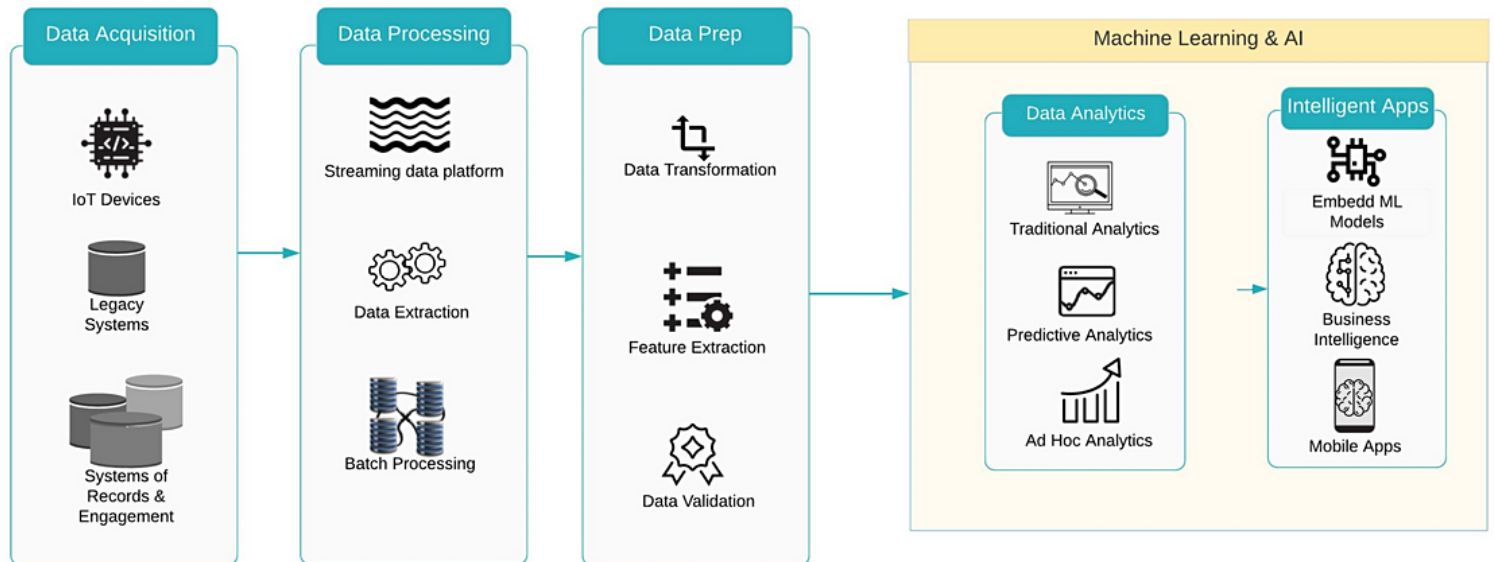 Data Acquisition
IoT Devices
Legacy
Systems
Systems of
Records &
Engagement
Data Processing
Streaming data platform
Data Extraction
Batch Processing
Data Prep
Data Transformation
Feature Extraction
Data Validation
Machine Learning & AI
Data Analytics
Traditional Analytics
Predictive Analytics
Ad Hoc Analytics
Intelligent Apps
Embedd ML
Models
Business
Intelligence
Mobile Apps